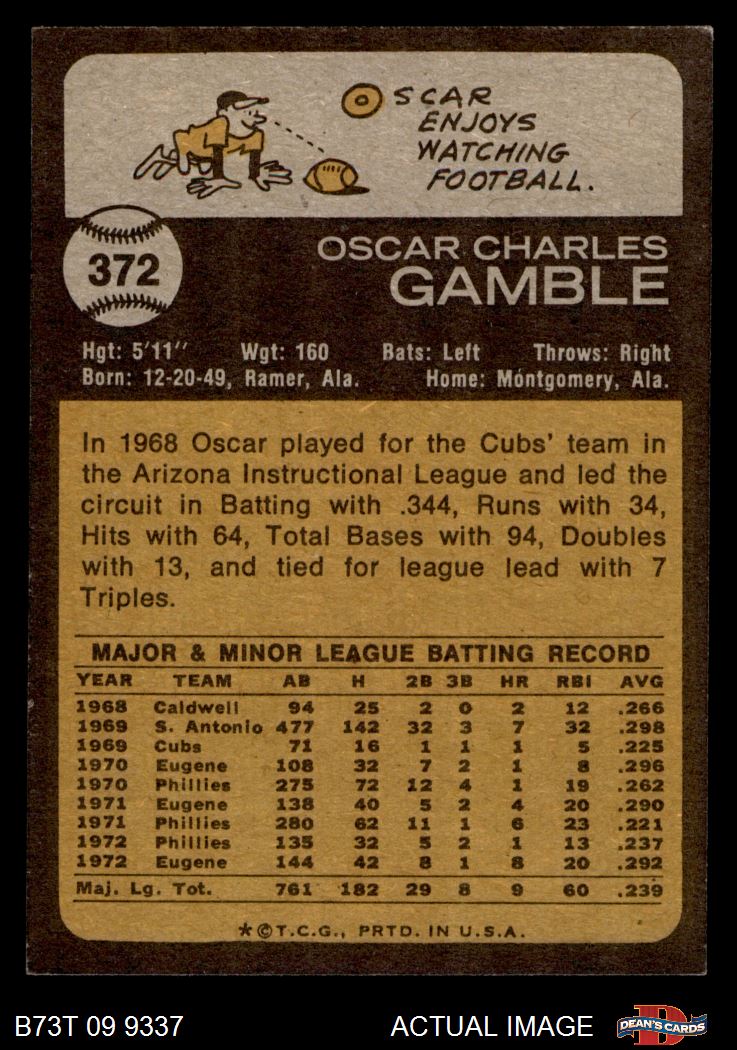 OSCAR
ENJOYS
WATCHING
FOOTBALL.
372
OSCAR CHARLES
GAMBLE
Hgt: 5'11" Wgt: 160 Bats: Left Throws: Right
Born: 12-20-49, Ramer, Ala. Home: Montgomery, Ala.
In 1968 Oscar played for the Cubs' team in
the Arizona Instructional League and led the
circuit in Batting with .344, Runs with 34,
Hits with 64, Total Bases with 94, Doubles
with 13, and tied for league lead with 7
Triples.
MAJOR & MINOR LEAGUE BATTING RECORD
YEAR TEAM AB H 2B 3B HR RBI AVG
1968 Caldwell 94 25 2 0 2 12 .266
1969 S. Antonio 477 142 32 3 7 32 .298
1969 Cubs 71 16 1 1 1 5 .225
1970 Eugene 108 32 7 2 1 8 .296
1970 Phillies 275 72 12 4 1 19 .262
1971 Eugene 138 40 5 2 4 20 .290
1971 Phillies 280 62 11 1 6 23 .221
1972 Phillies 135 32 5 2 1 13 .237
1972 Eugene 144 42 8 1 8 20 .292
Maj. Lg. Tot. 761 182 29 8 9 60 .239
*©T.C.G., PRTD. IN U.S.A.
B73T 09 9337 ACTUAL IMAGE D DEAN'S CARDS